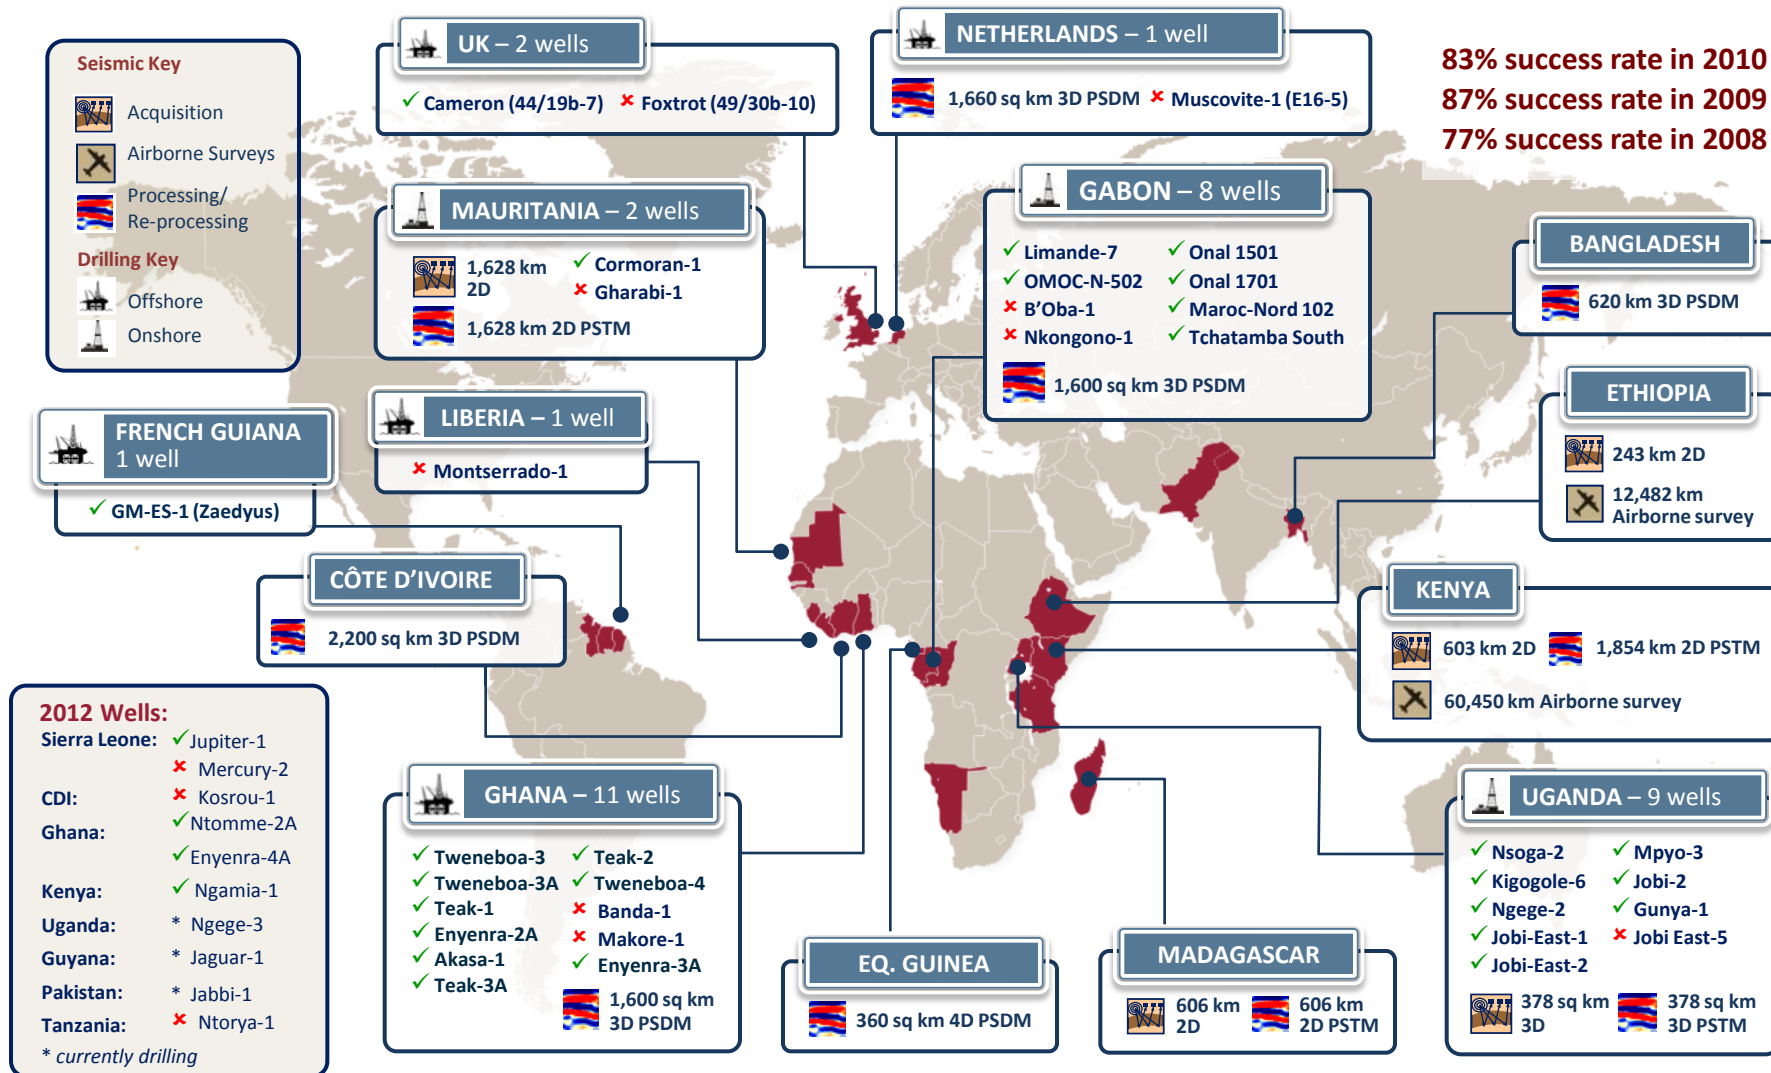 Seismic Key
Acquisition
Airborne Surveys
Processing/
Re-processing
Drilling Key
Offshore
Onshore
UK – 2 wells
✓ Cameron (44/19b-7) ✗ Foxtrot (49/30b-10)
NETHERLANDS – 1 well
1,660 sq km 3D PSDM ✗ Muscovite-1 (E16-5)
83% success rate in 2010
87% success rate in 2009
77% success rate in 2008
MAURITANIA – 2 wells
1,628 km
2D
✓ Cormoran-1
✗ Gharabi-1
1,628 km 2D PSTM
GABON – 8 wells
✓ Limande-7 ✓ Onal 1501
✓ OMOC-N-502 ✓ Onal 1701
✗ B'Oba-1 ✓ Maroc-Nord 102
✗ Nkongono-1 ✓ Tchatamba South
1,600 sq km 3D PSDM
BANGLADESH
620 km 3D PSDM
ETHIOPIA
243 km 2D
12,482 km
Airborne survey
FRENCH GUIANA
1 well
✓ GM-ES-1 (Zaedyus)
LIBERIA – 1 well
✗ Montserrado-1
CÔTE D'IVOIRE
2,200 sq km 3D PSDM
KENYA
603 km 2D 1,854 km 2D PSTM
60,450 km Airborne survey
2012 Wells:
Sierra Leone: ✓ Jupiter-1
✗ Mercury-2
CDI: ✗ Kosrou-1
Ghana: ✓ Ntomme-2A
✓ Enyenra-4A
Kenya: ✓ Ngamia-1
Uganda: * Ngege-3
Guyana: * Jaguar-1
Pakistan: * Jabbi-1
Tanzania: ✗ Ntorya-1
* currently drilling
GHANA – 11 wells
✓ Tweneboa-3 ✓ Teak-2
✓ Tweneboa-3A ✓ Tweneboa-4
✓ Teak-1 ✗ Banda-1
✓ Enyenra-2A ✗ Makore-1
✓ Akasa-1 ✓ Enyenra-3A
✓ Teak-3A
1,600 sq km
3D PSDM
EQ. GUINEA
360 sq km 4D PSDM
MADAGASCAR
606 km
2D
606 km
2D PSTM
UGANDA – 9 wells
✓ Nsoga-2 ✓ Mpyo-3
✓ Kigogole-6 ✓ Jobi-2
✓ Ngege-2 ✓ Gunya-1
✓ Jobi-East-1 ✗ Jobi East-5
✓ Jobi-East-2
378 sq km
3D
378 sq km
3D PSTM